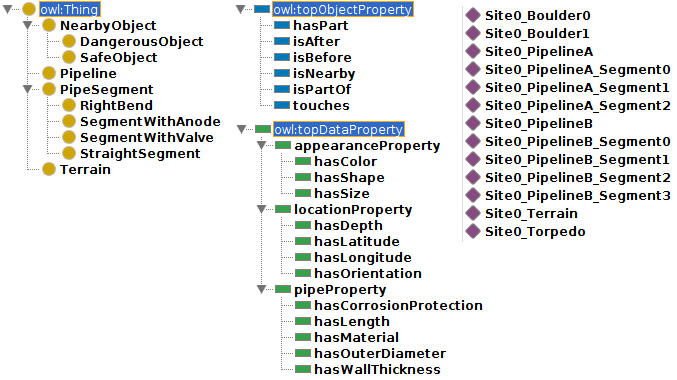 owl:Thing
NearbyObject
DangerousObject
SafeObject
Pipeline
PipeSegment
RightBend
SegmentWithAnode
SegmentWithValve
StraightSegment
Terrain
owl:topObjectProperty
hasPart
isAfter
isBefore
isNearby
isPartOf
touches
owl:topDataProperty
appearanceProperty
hasColor
hasShape
hasSize
locationProperty
hasDepth
hasLatitude
hasLongitude
hasOrientation
pipeProperty
hasCorrosionProtection
hasLength
hasMaterial
hasOuterDiameter
hasWallThickness
Site0_Boulder0
Site0_Boulder1
Site0_PipelineA
Site0_PipelineA_Segment0
Site0_PipelineA_Segment1
Site0_PipelineA_Segment2
Site0_PipelineB
Site0_PipelineB_Segment0
Site0_PipelineB_Segment1
Site0_PipelineB_Segment2
Site0_PipelineB_Segment3
Site0_Terrain
Site0_Torpedo